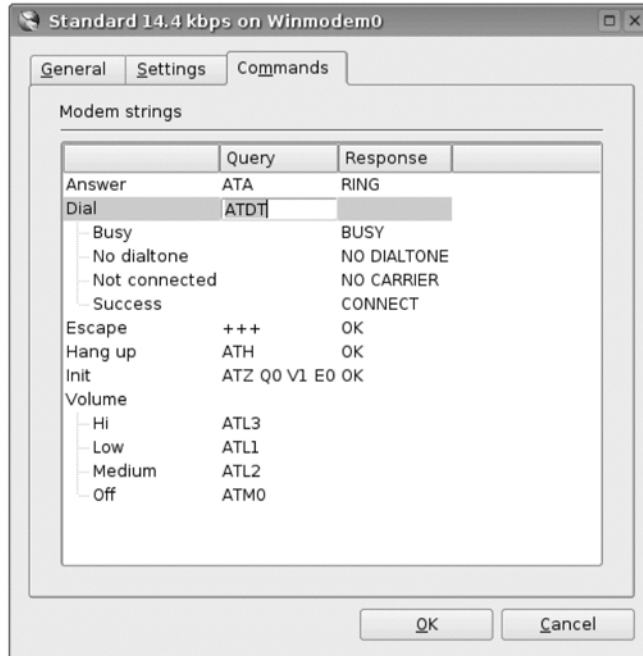 Standard 14.4 kbps on Winmodem0
General Settings Commands
Modem strings
Query Response
Answer ATA RING
Dial ATDT
Busy BUSY
No dialtone NO DIALTONE
Not connected NO CARRIER
Success CONNECT
Escape +++ OK
Hang up ATH OK
Init ATZ Q0 V1 E0 OK
Volume
Hi ATL3
Low ATL1
Medium ATL2
Off ATM0
OK Cancel